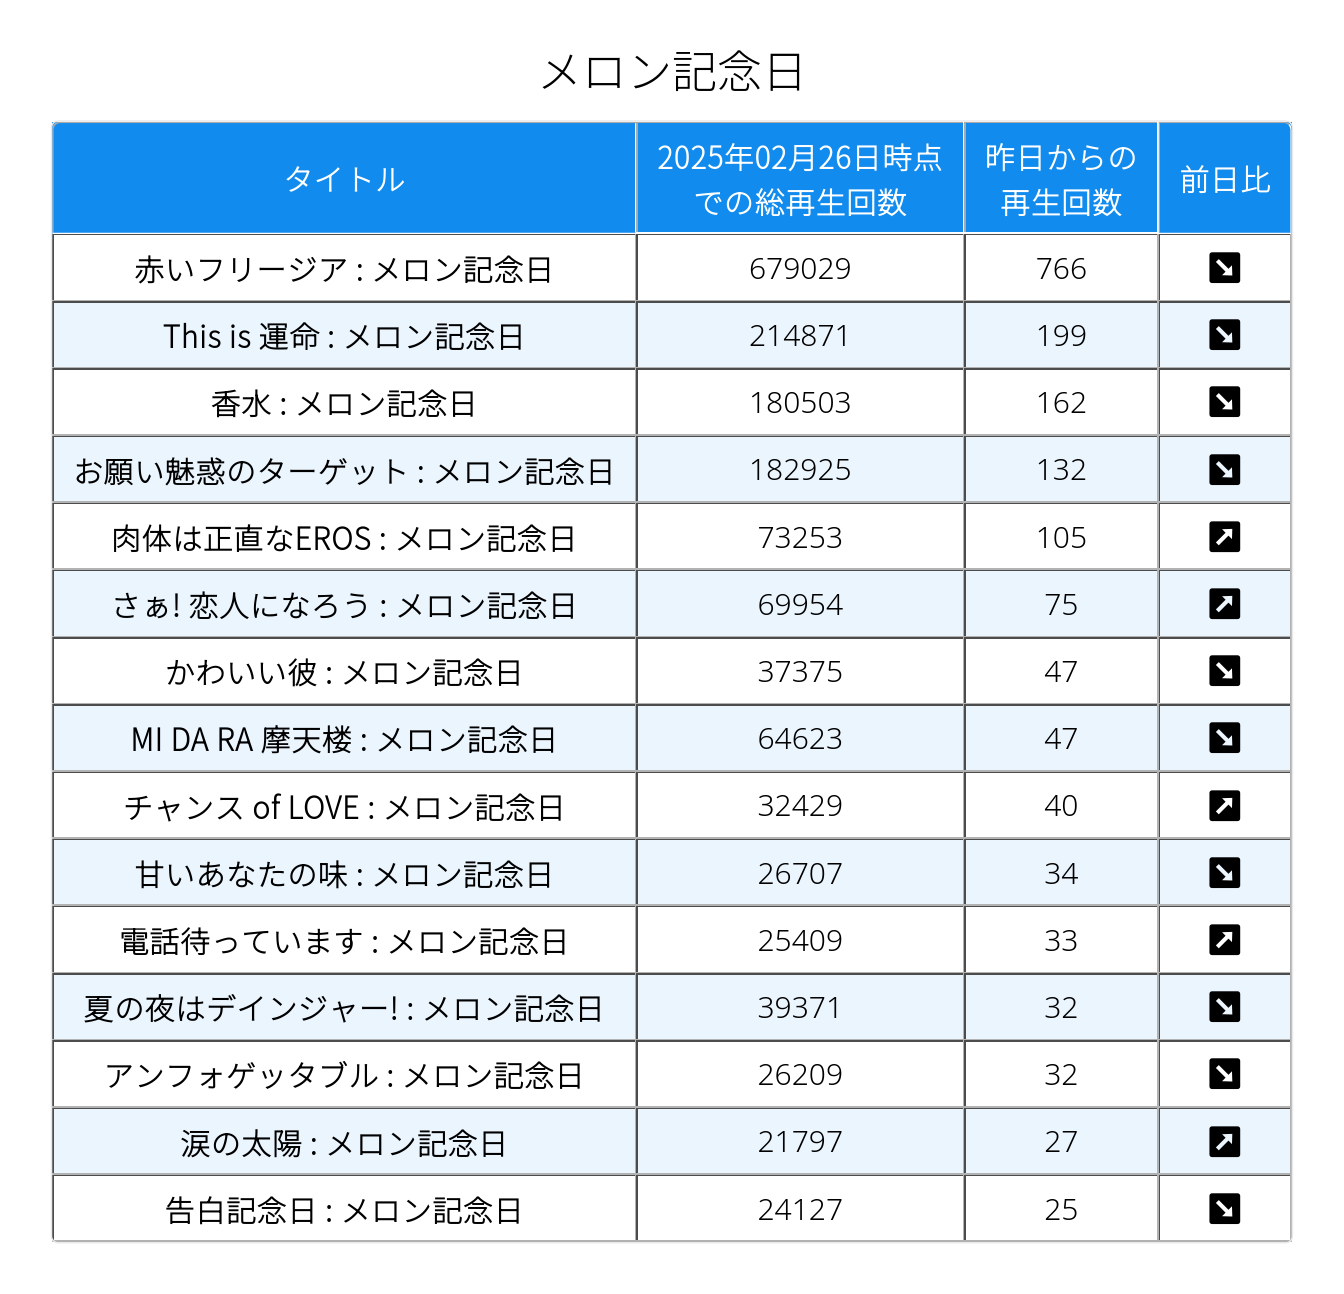 メロン記念日
タイトル
2025年02月26日時点
での総再生回数
昨日からの
再生回数
前日比
赤いフリージア : メロン記念日 679029 766 ↘
This is 運命 : メロン記念日 214871 199 ↘
香水 : メロン記念日 180503 162 ↘
お願い魅惑のターゲット : メロン記念日 182925 132 ↘
肉体は正直なEROS : メロン記念日 73253 105 ↗
さぁ! 恋人になろう : メロン記念日 69954 75 ↗
かわいい彼 : メロン記念日 37375 47 ↘
MI DA RA 摩天楼 : メロン記念日 64623 47 ↘
チャンス of LOVE : メロン記念日 32429 40 ↗
甘いあなたの味 : メロン記念日 26707 34 ↘
電話待っています : メロン記念日 25409 33 ↗
夏の夜はデインジャー! : メロン記念日 39371 32 ↘
アンフォゲッタブル : メロン記念日 26209 32 ↘
涙の太陽 : メロン記念日 21797 27 ↗
告白記念日 : メロン記念日 24127 25 ↘